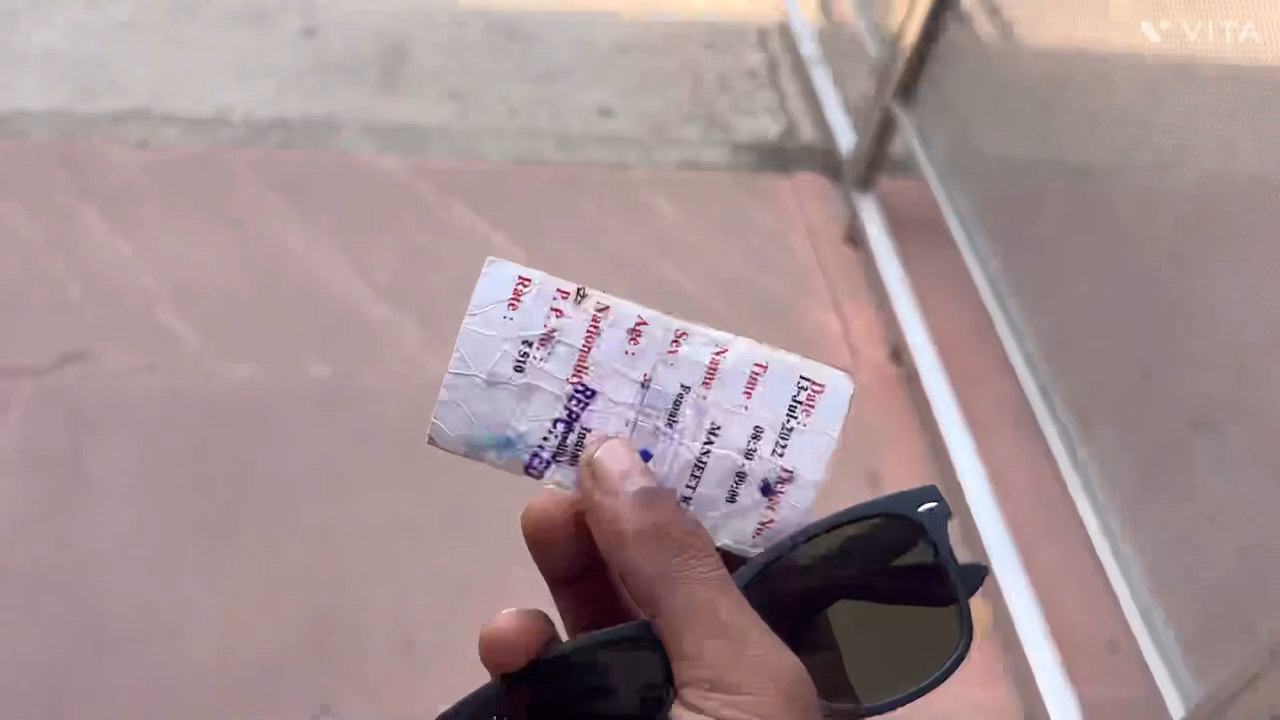 Date: Ticket No.
13-Jul-2022
Time: 08:30 - 09:00
Name: MANJEET K
Sex: Female
Age:
Nationality Indian
P. P. No.:
Rate: ₹510
VITA